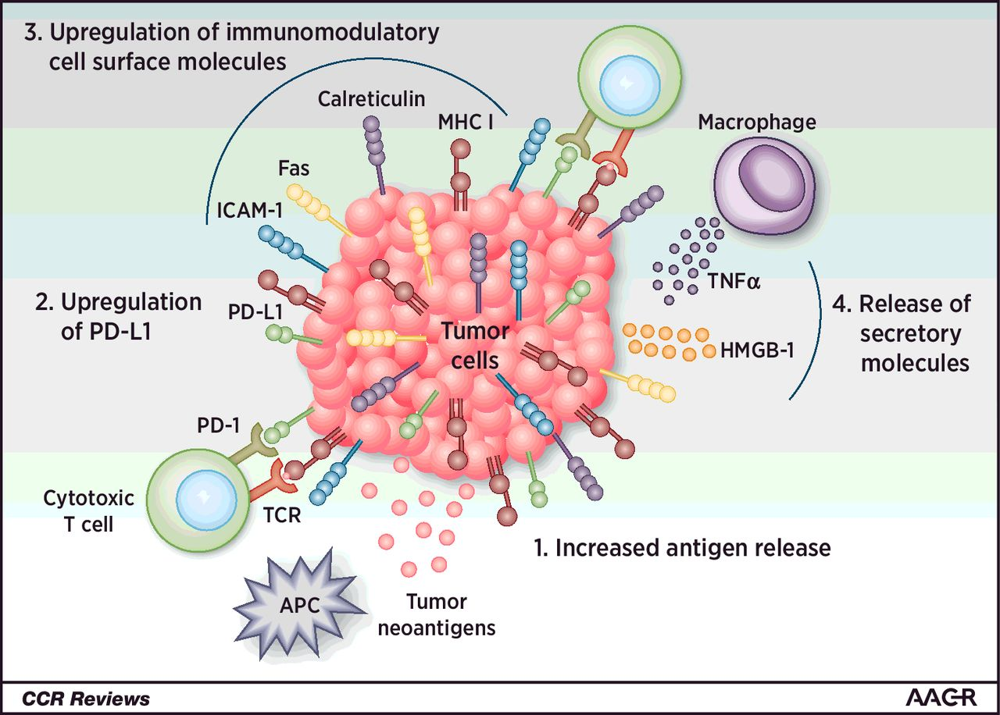 3. Upregulation of immunomodulatory
cell surface molecules
Calreticulin
MHC I
Macrophage
Fas
ICAM-1
TNFα
2. Upregulation
of PD-L1
PD-L1
4. Release of
secretory
molecules
Tumor
cells
HMGB-1
PD-1
Cytotoxic
T cell
TCR
1. Increased antigen release
APC
Tumor
neoantigens
CCR Reviews
AACR